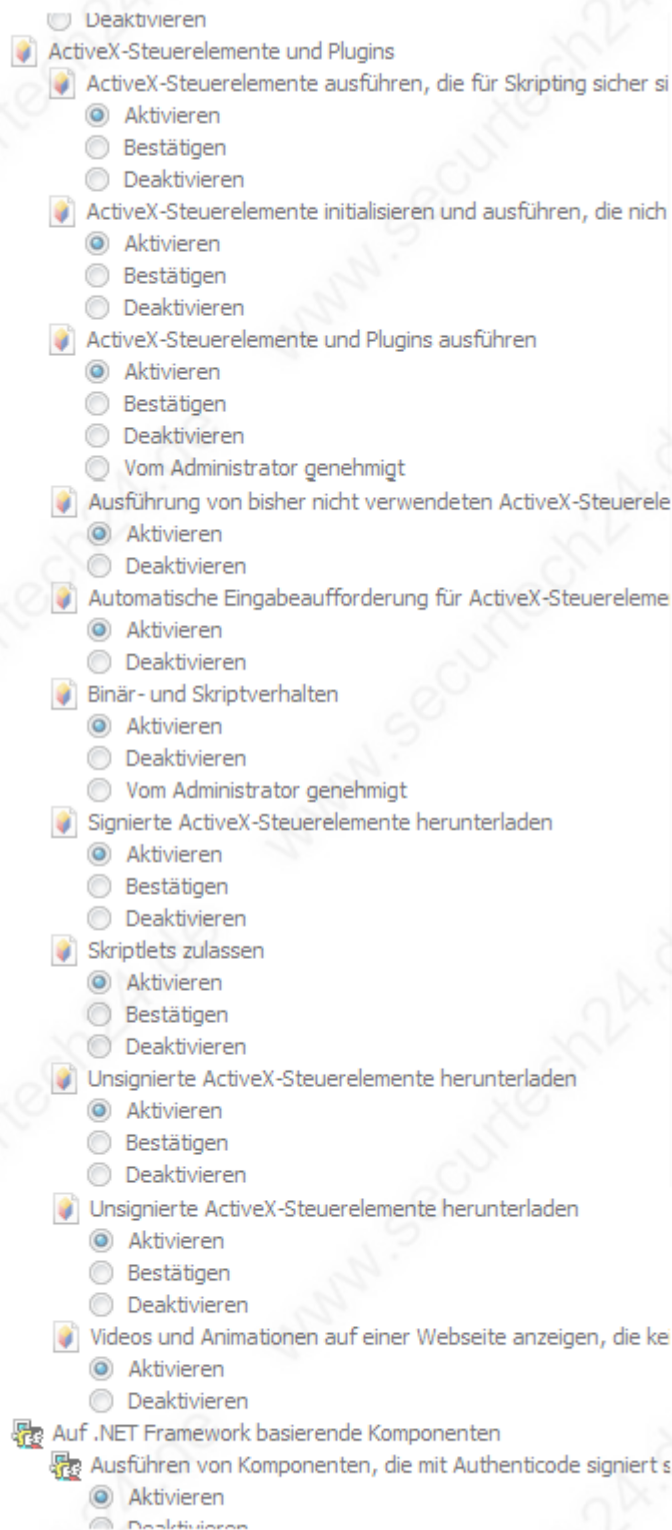 Deaktivieren
ActiveX-Steuerelemente und Plugins
ActiveX-Steuerelemente ausführen, die für Skripting sicher si
Aktivieren
Bestätigen
Deaktivieren
ActiveX-Steuerelemente initialisieren und ausführen, die nich
Aktivieren
Bestätigen
Deaktivieren
ActiveX-Steuerelemente und Plugins ausführen
Aktivieren
Bestätigen
Deaktivieren
Vom Administrator genehmigt
Ausführung von bisher nicht verwendeten ActiveX-Steuerele
Aktivieren
Deaktivieren
Automatische Eingabeaufforderung für ActiveX-Steuereleme
Aktivieren
Deaktivieren
Binär- und Skriptverhalten
Aktivieren
Deaktivieren
Vom Administrator genehmigt
Signierte ActiveX-Steuerelemente herunterladen
Aktivieren
Bestätigen
Deaktivieren
Skriptlets zulassen
Aktivieren
Bestätigen
Deaktivieren
Unsignierte ActiveX-Steuerelemente herunterladen
Aktivieren
Bestätigen
Deaktivieren
Unsignierte ActiveX-Steuerelemente herunterladen
Aktivieren
Bestätigen
Deaktivieren
Videos und Animationen auf einer Webseite anzeigen, die ke
Aktivieren
Deaktivieren
Auf .NET Framework basierende Komponenten
Ausführen von Komponenten, die mit Authenticode signiert s
Aktivieren
Deaktivieren
www.securtech24.de